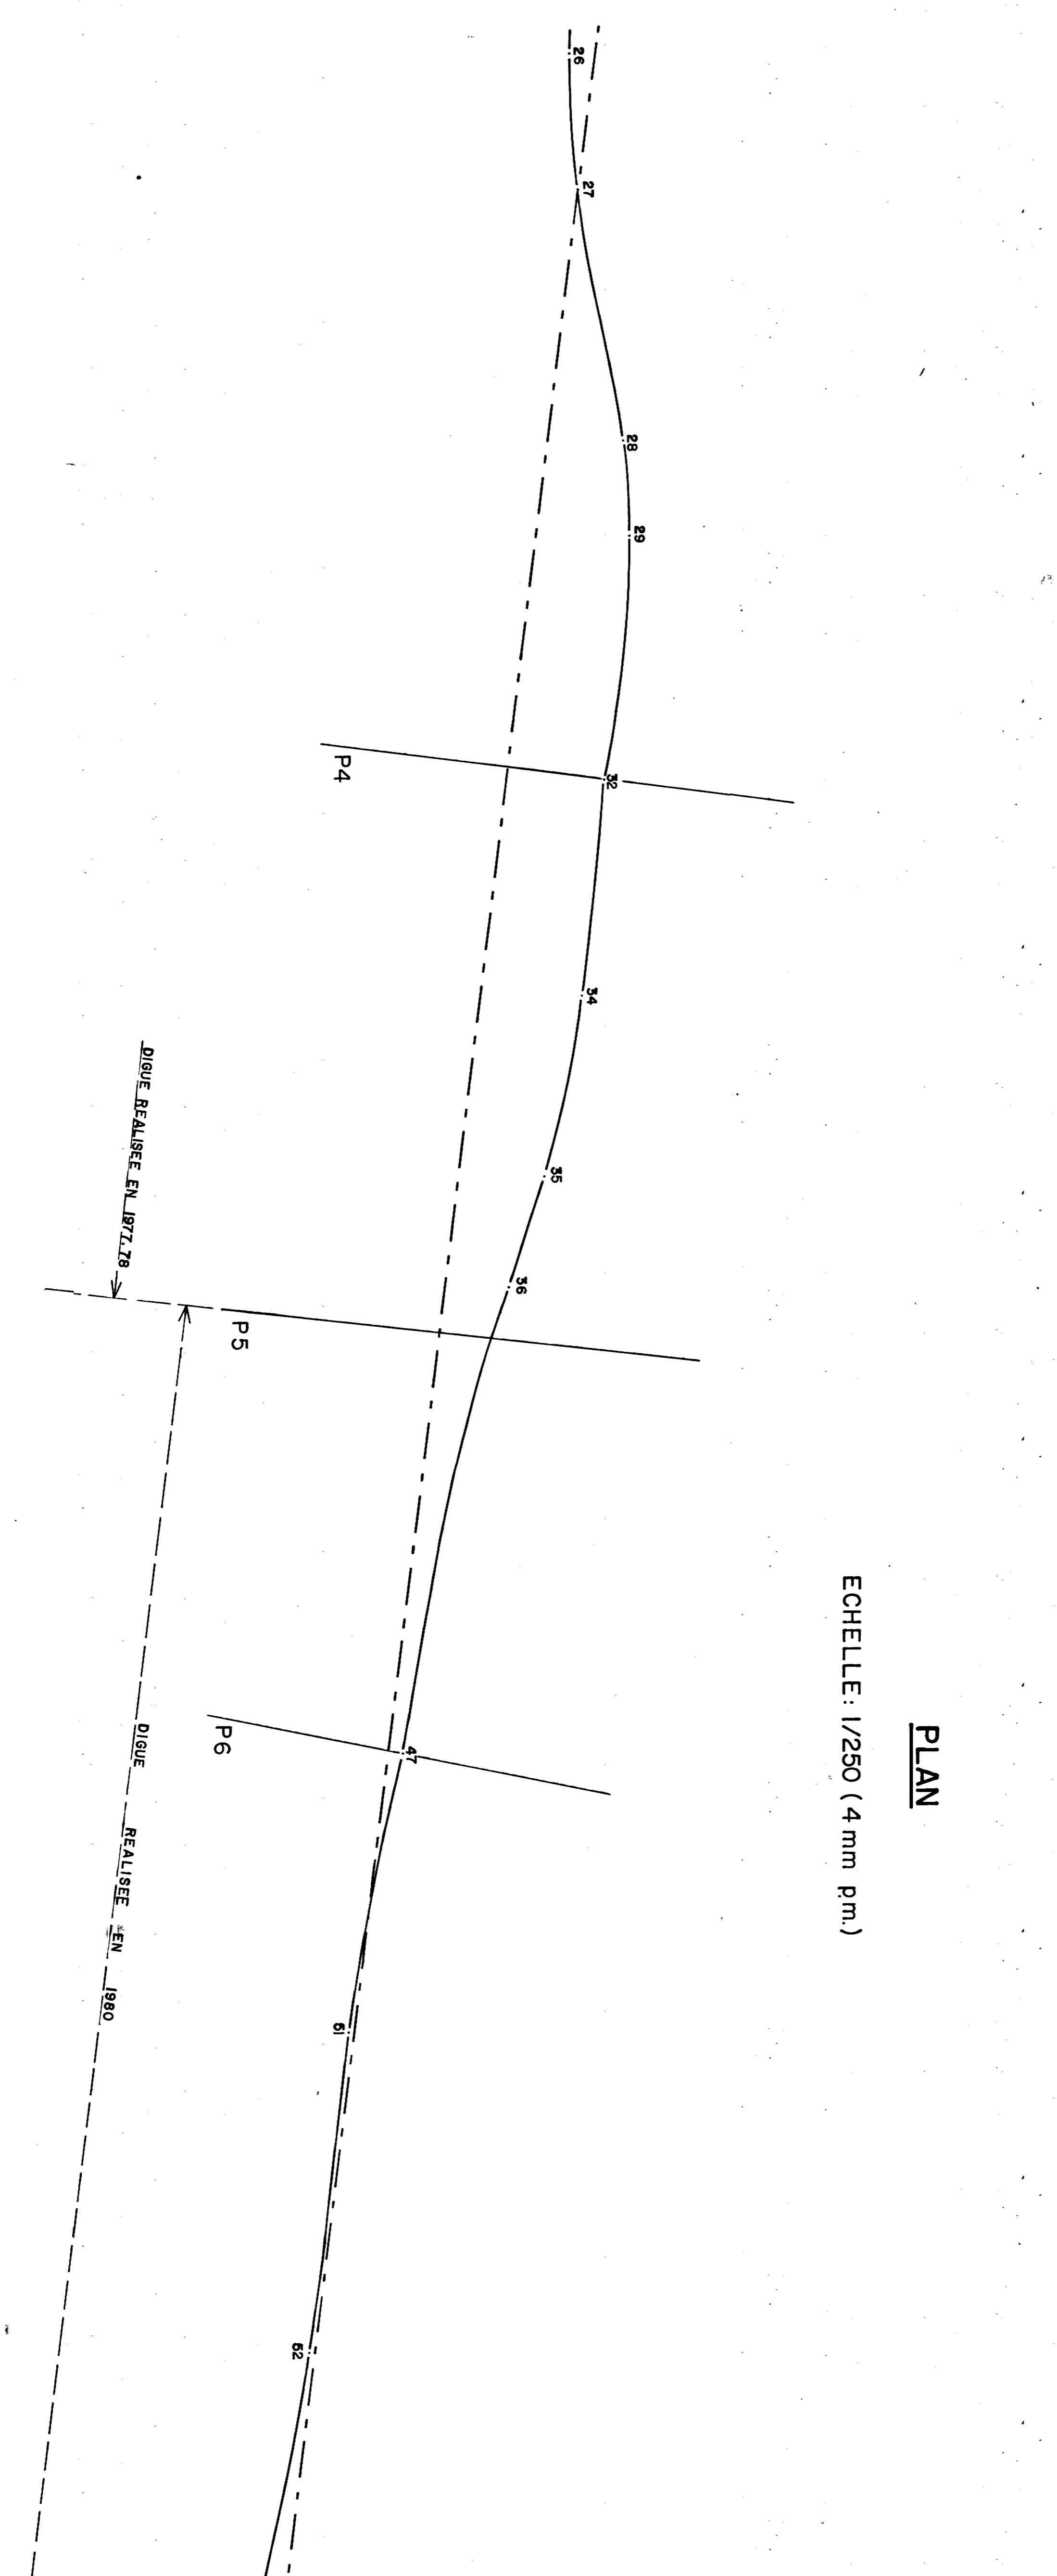 PLAN
ECHELLE: 1/250 (4 mm p.m.)
26
27
28
29
32
34
35
36
47
51
52
P4
P5
P6
DIGUE REALISEE EN 1977.78
DIGUE REALISEE EN 1980